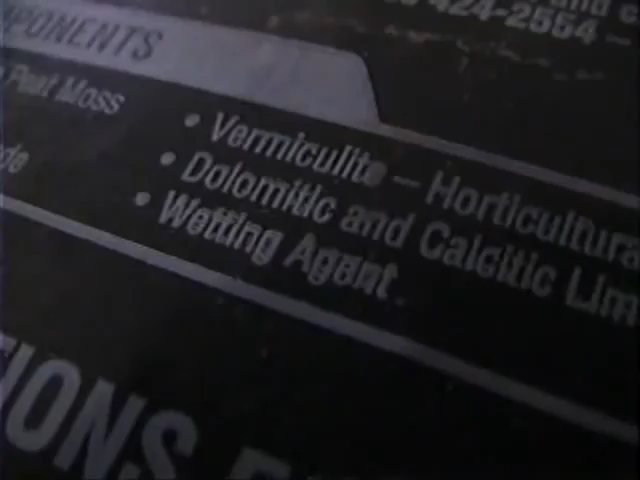 424-2554 –
PONENTS
Peat Moss
• Vermiculite – Horticultura
• Dolomitic and Calcitic Lim
• Wetting Agent
IONS